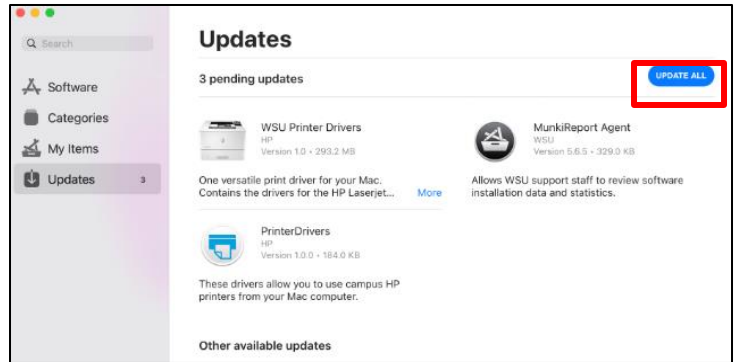 Search
Software
Categories
My Items
Updates 3
Updates
3 pending updates
UPDATE ALL
WSU Printer Drivers
HP
Version 1.0 • 293.2 MB
One versatile print driver for your Mac.
Contains the drivers for the HP Laserjet... More
MunkiReport Agent
WSU
Version 5.6.5 • 329.0 KB
Allows WSU support staff to review software
installation data and statistics.
PrinterDrivers
HP
Version 1.0.0 • 184.0 KB
These drivers allow you to use campus HP
printers from your Mac computer.
Other available updates